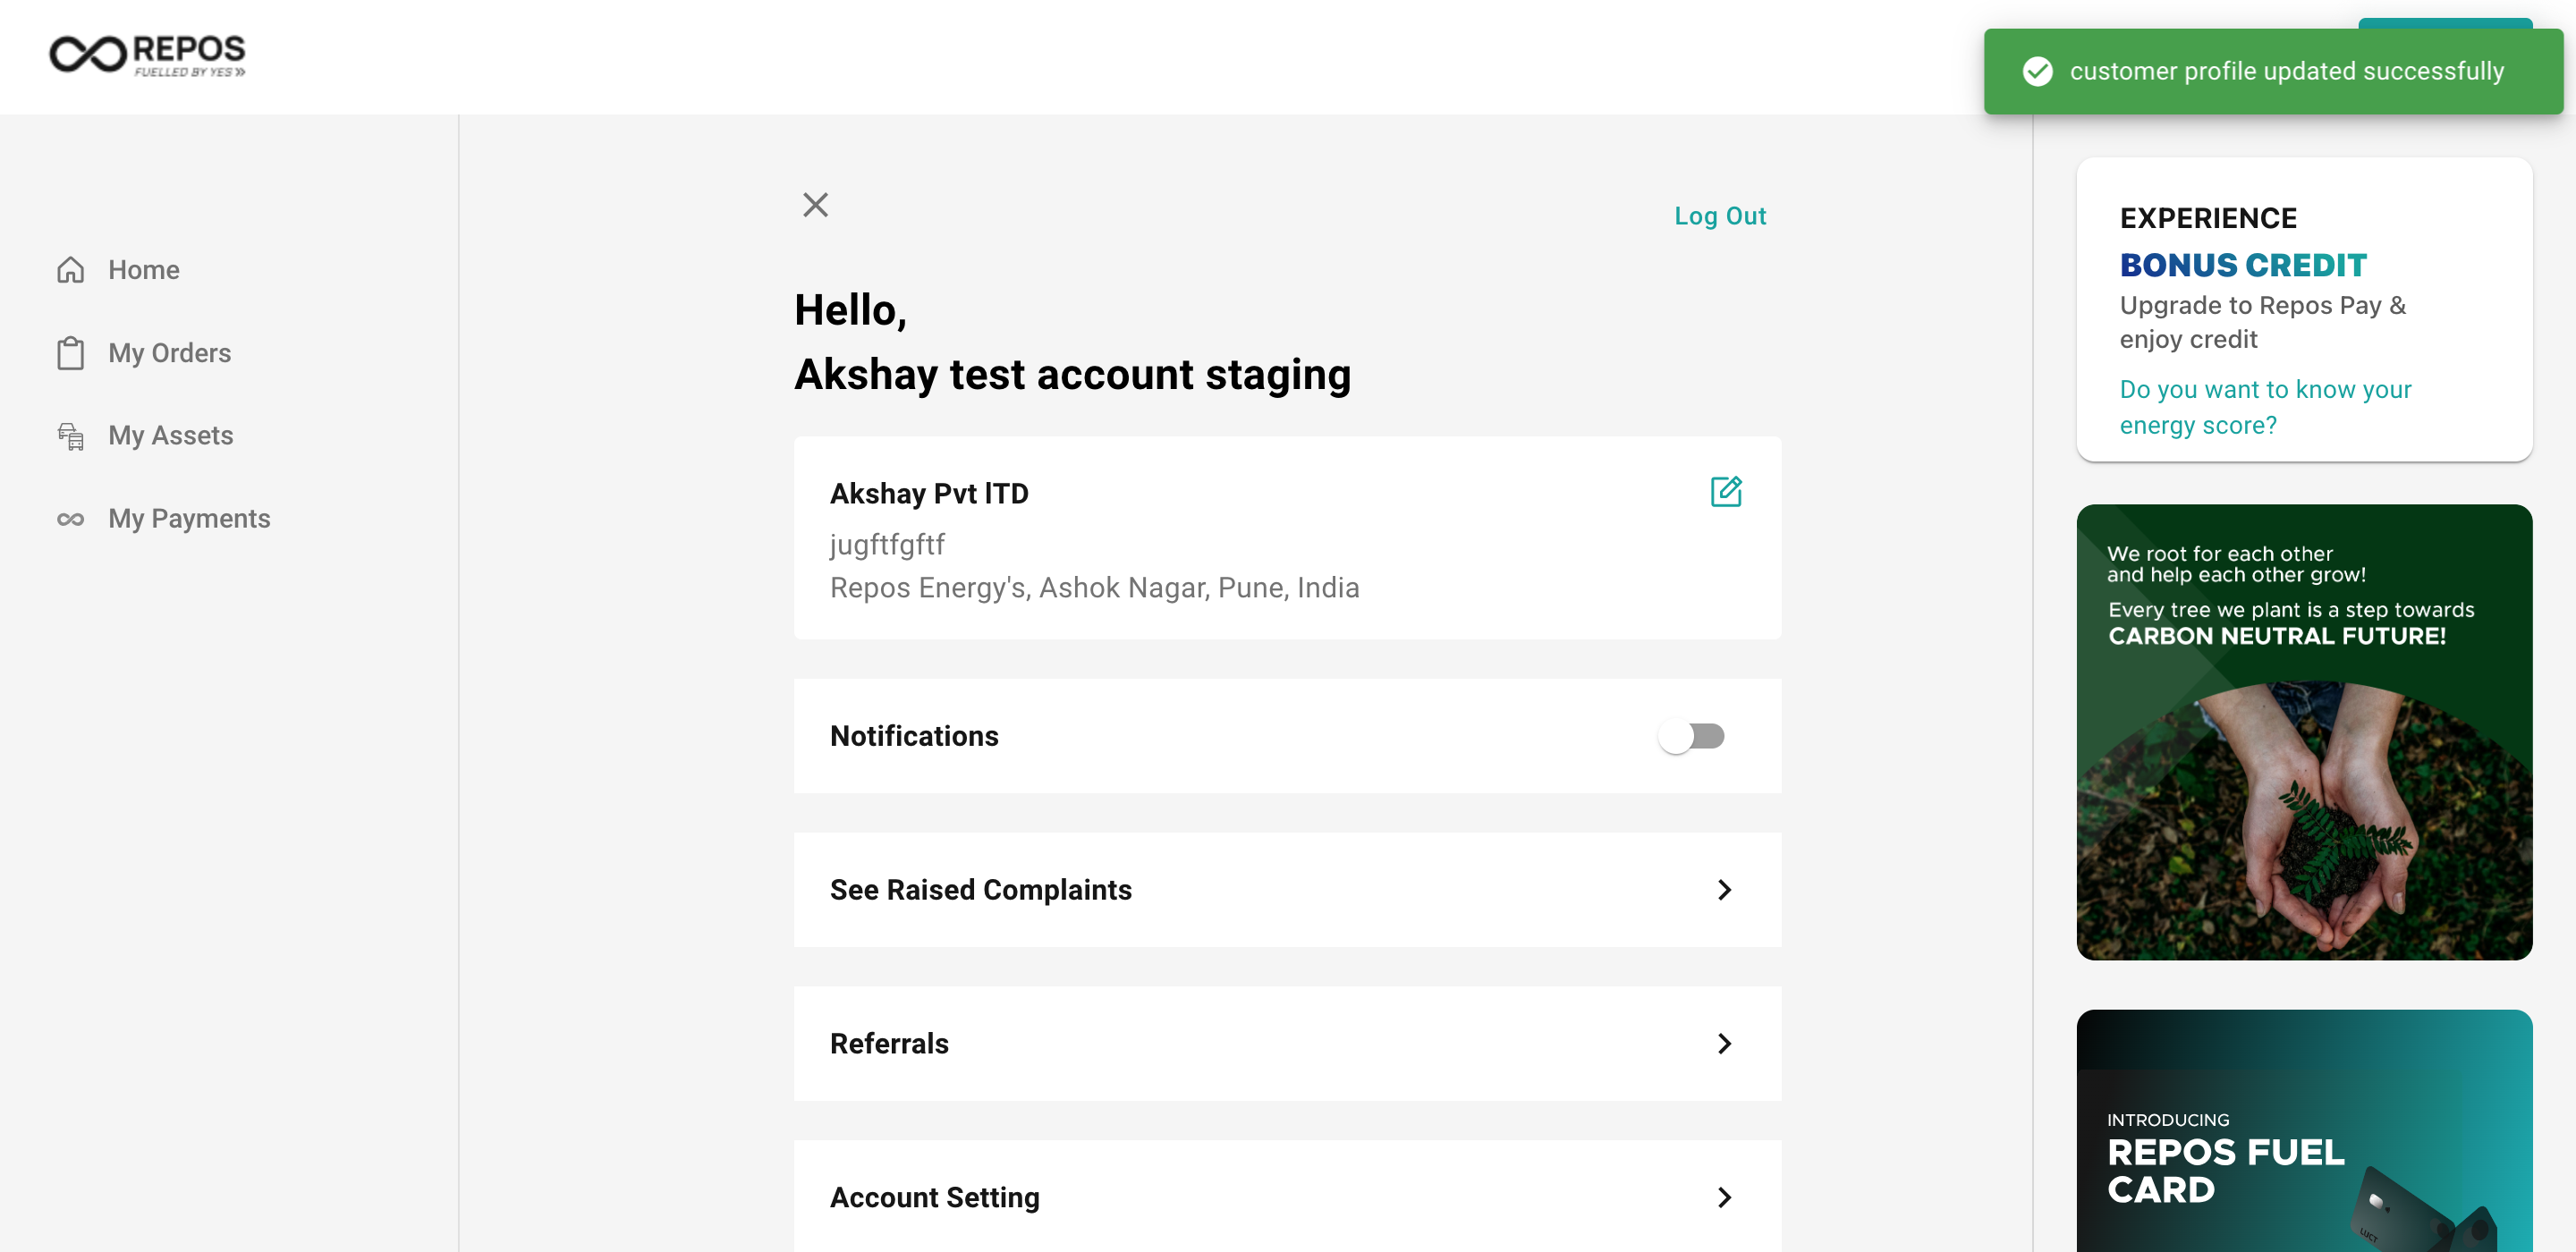 REPOS
FUELLED BY YES
customer profile updated successfully
Home
My Orders
My Assets
My Payments
Log Out
Hello,
Akshay test account staging
Akshay Pvt lTD
jugftfgftf
Repos Energy's, Ashok Nagar, Pune, India
Notifications
See Raised Complaints
Referrals
Account Setting
EXPERIENCE
BONUS CREDIT
Upgrade to Repos Pay &
enjoy credit
Do you want to know your
energy score?
We root for each other
and help each other grow!
Every tree we plant is a step towards
CARBON NEUTRAL FUTURE!
INTRODUCING
REPOS FUEL
CARD